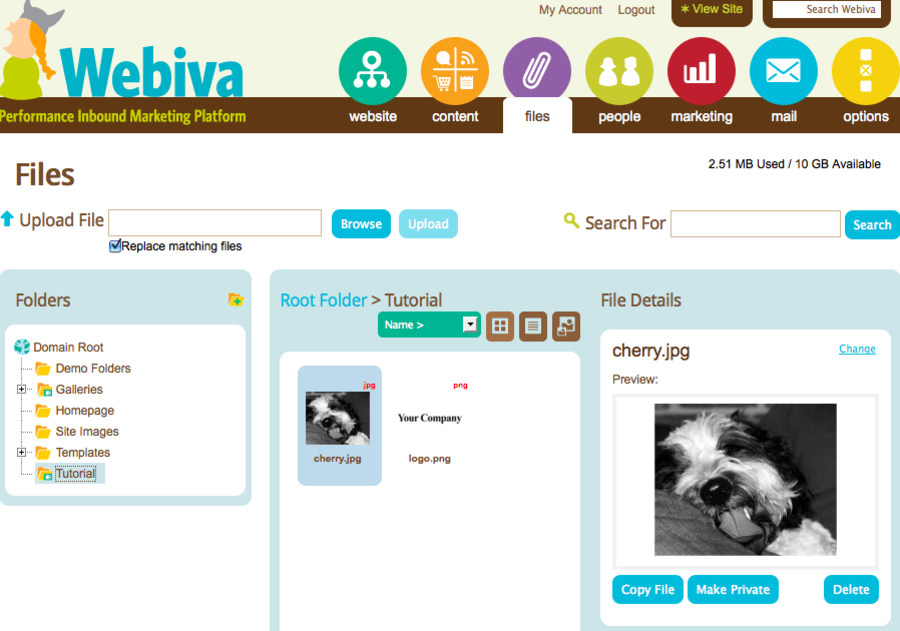 My Account Logout View Site Search Webiva
Webiva
Performance Inbound Marketing Platform
website content files people marketing mail options
Files
2.51 MB Used / 10 GB Available
Upload File Browse Upload Search For Search
Replace matching files
Folders
Root Folder > Tutorial
File Details
Name >
Domain Root
Demo Folders
Galleries
Homepage
Site Images
Templates
Tutorial
jpg
cherry.jpg
png
Your Company
logo.png
cherry.jpg Change
Preview:
Copy File Make Private Delete